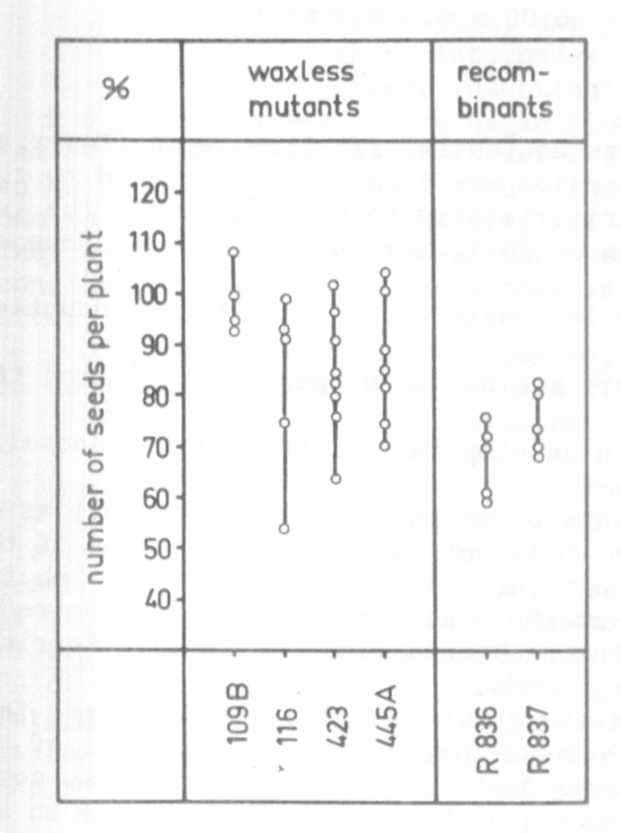 %
waxless
mutants
recom-
binants
number of seeds per plant
120
110
100
90
80
70
60
50
40
109B
116
423
445A
R 836
R 837